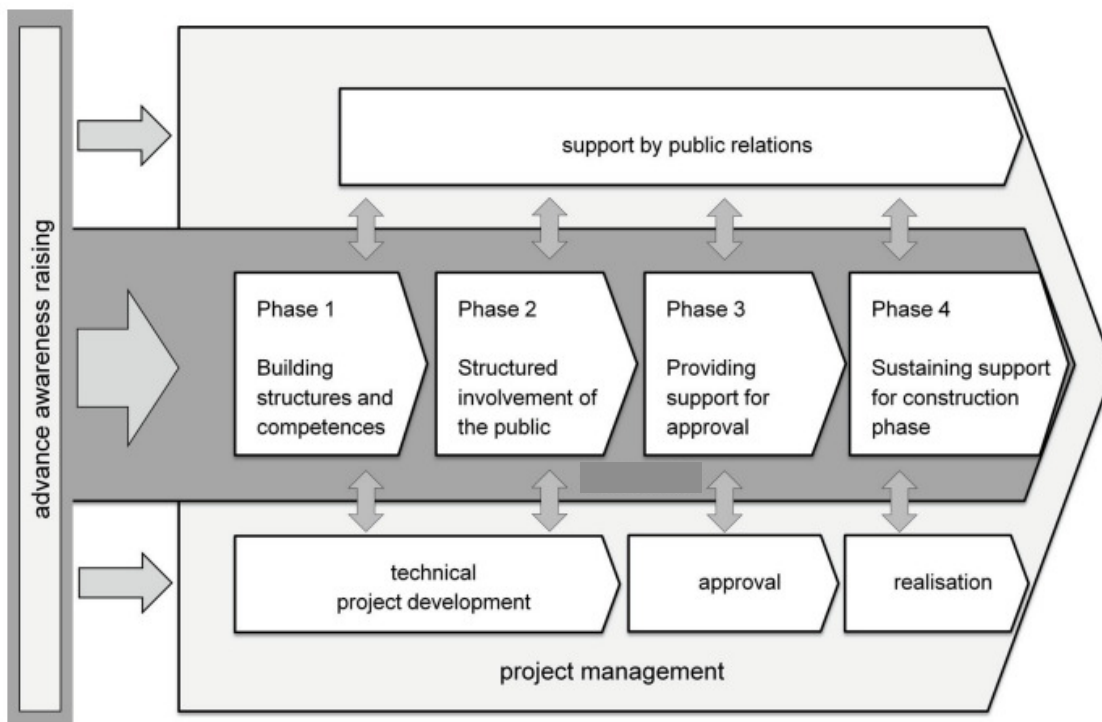 advance awareness raising
support by public relations
Phase 1
Building
structures and
competences
Phase 2
Structured
involvement of
the public
Phase 3
Providing
support for
approval
Phase 4
Sustaining support
for construction
phase
technical
project development
approval
realisation
project management